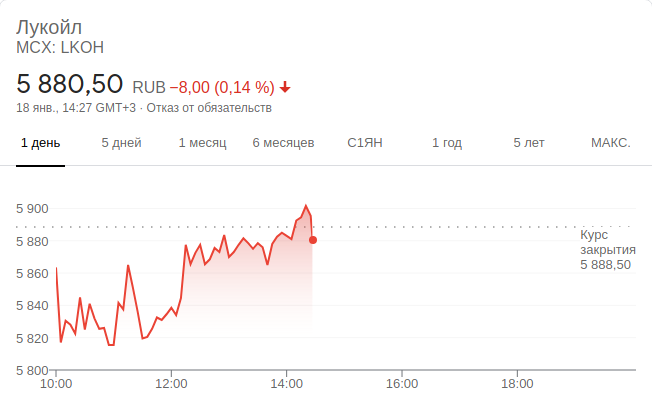 Лукойл
MCX: LKOH
5 880,50 RUB −8,00 (0,14 %) ↓
18 янв., 14:27 GMT+3 · Отказ от обязательств
1 день 5 дней 1 месяц 6 месяцев С1ЯН 1 год 5 лет МАКС.
5 900
5 880
5 860
5 840
5 820
5 800
Курс
закрытия
5 888,50
10:00 12:00 14:00 16:00 18:00